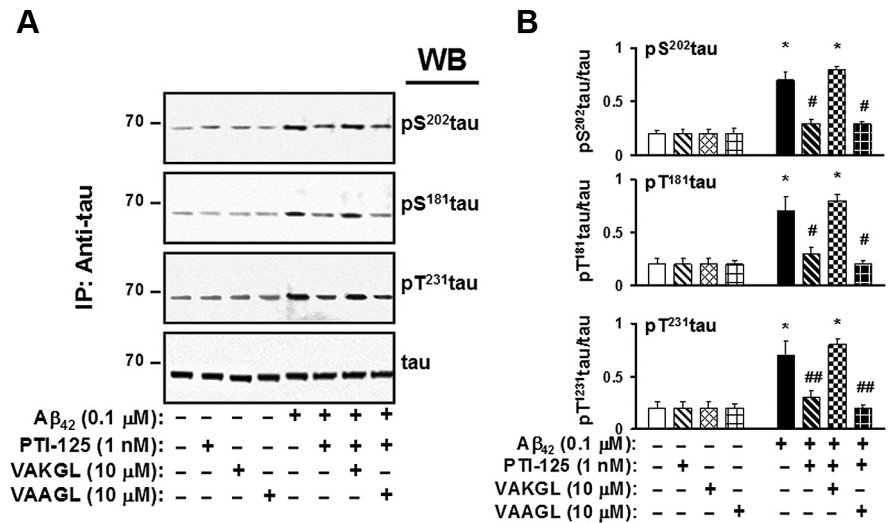 A
WB
70 –
pS²⁰²tau
70 –
pS¹⁸¹tau
70 –
pT²³¹tau
70 –
tau
IP: Anti-tau
Aβ₄₂ (0.1 μM): – – – – + + + +
PTI-125 (1 nM): – + – – – + + +
VAKGL (10 μM): – – + – – – + –
VAAGL (10 μM): – – – + – – – +
B
pS²⁰²tau
pS²⁰²tau/tau
1
0.5
0
* # * #
pT¹⁸¹tau
pT¹⁸¹tau/tau
1
0.5
0
* # * #
pT²³¹tau
pT¹²³¹tau/tau
1
0.5
0
* ## * ##
Aβ₄₂ (0.1 μM): – – – – + + + +
PTI-125 (1 nM): – + – – – + + +
VAKGL (10 μM): – – + – – – + –
VAAGL (10 μM): – – – + – – – +